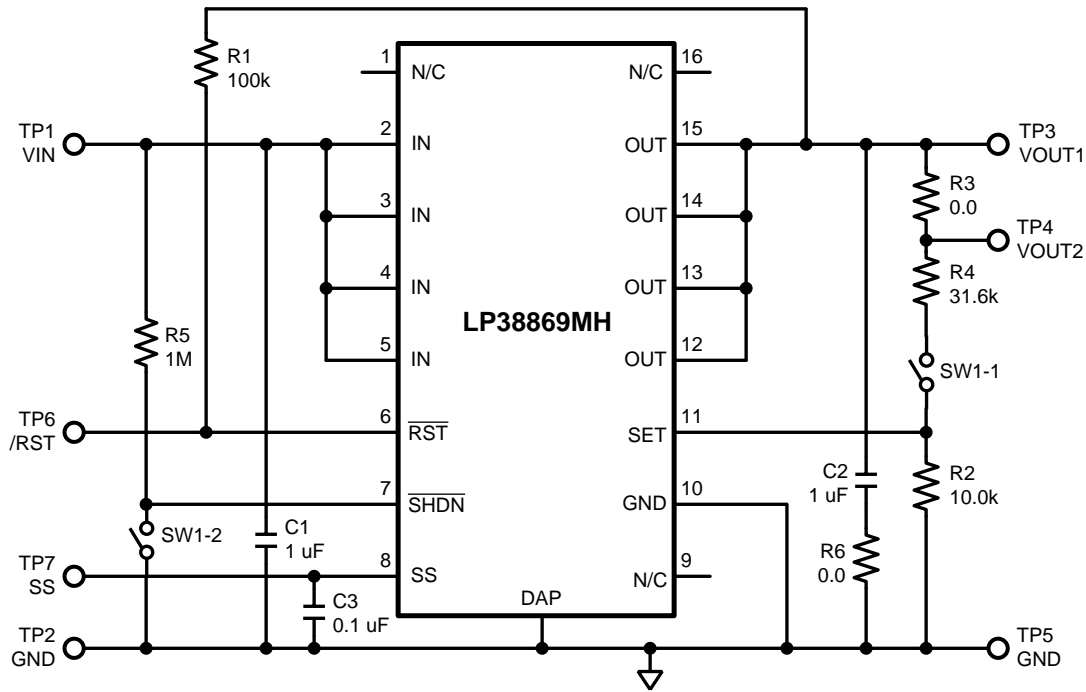 R1
100k
1
N/C
16
N/C
TP1
VIN
2
IN
15
OUT
TP3
VOUT1
R3
0.0
3
IN
14
OUT
TP4
VOUT2
R4
31.6k
4
IN
13
OUT
LP38869MH
R5
1M
5
IN
12
OUT
SW1-1
TP6
/RST
6
RST
11
SET
C2
1 uF
R2
10.0k
7
SHDN
10
GND
SW1-2
C1
1 uF
R6
0.0
TP7
SS
8
SS
9
N/C
C3
0.1 uF
DAP
TP2
GND
TP5
GND